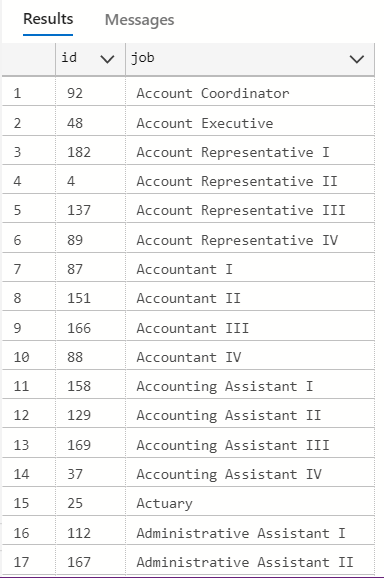 Results Messages
id job
1 92 Account Coordinator
2 48 Account Executive
3 182 Account Representative I
4 4 Account Representative II
5 137 Account Representative III
6 89 Account Representative IV
7 87 Accountant I
8 151 Accountant II
9 166 Accountant III
10 88 Accountant IV
11 158 Accounting Assistant I
12 129 Accounting Assistant II
13 169 Accounting Assistant III
14 37 Accounting Assistant IV
15 25 Actuary
16 112 Administrative Assistant I
17 167 Administrative Assistant II